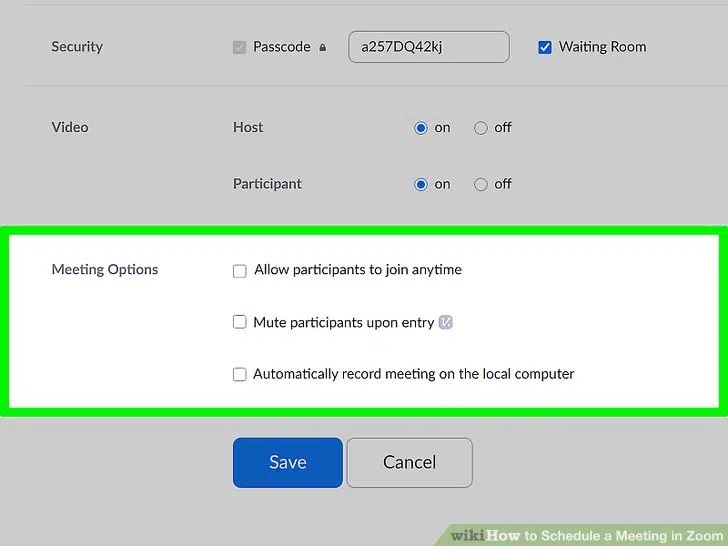 Security Passcode a257DQ42kj Waiting Room
Video Host on off
Participant on off
Meeting Options Allow participants to join anytime
Mute participants upon entry
Automatically record meeting on the local computer
Save Cancel
wikiHow to Schedule a Meeting in Zoom